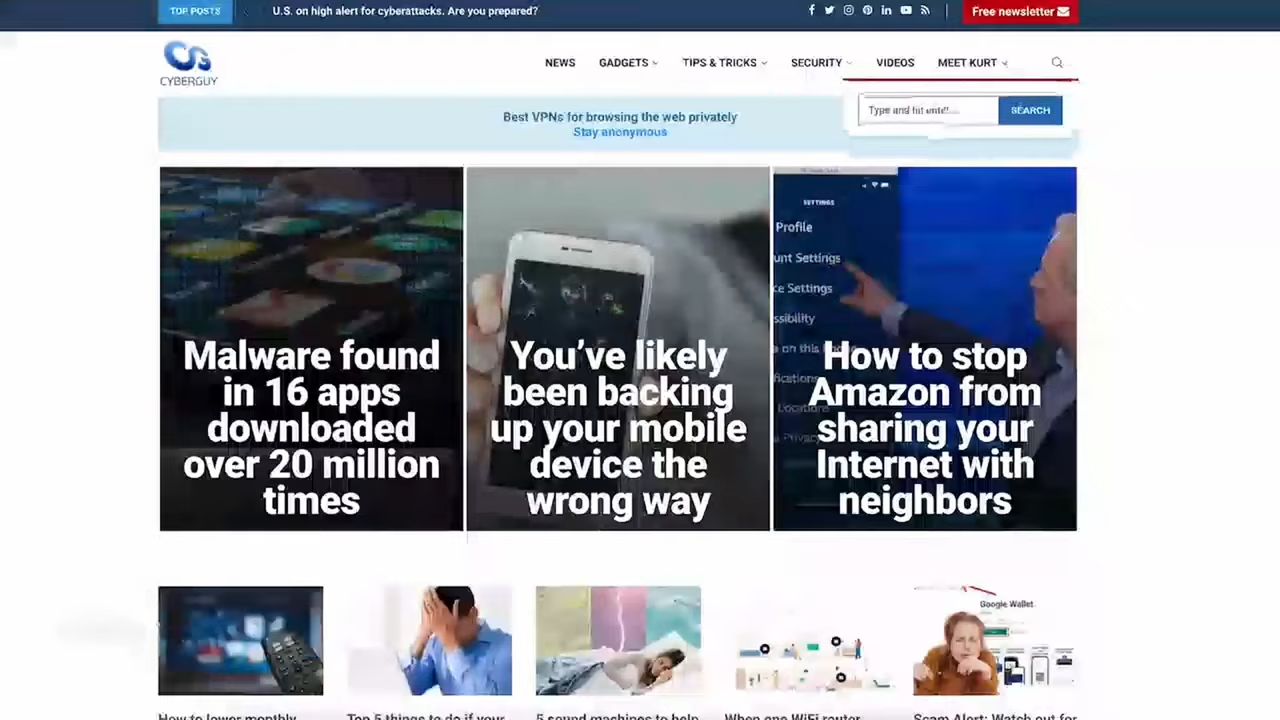 TOP POSTS
U.S. on high alert for cyberattacks. Are you prepared?
Free newsletter
CYBERGUY
NEWS
GADGETS
TIPS & TRICKS
SECURITY
VIDEOS
MEET KURT
Type and hit enter...
SEARCH
Best VPNs for browsing the web privately
Stay anonymous
Malware found
in 16 apps
downloaded
over 20 million
times
You've likely
been backing
up your mobile
device the
wrong way
SETTINGS
Profile
unt Settings
ce Settings
ssibility
a on this
fications
Locations
Privacy
How to stop
Amazon from
sharing your
Internet with
neighbors
Google Wallet
How to lower monthly
Top 5 things to do if your
5 sound machines to help
When one WiFi router
Scam Alert: Watch out for